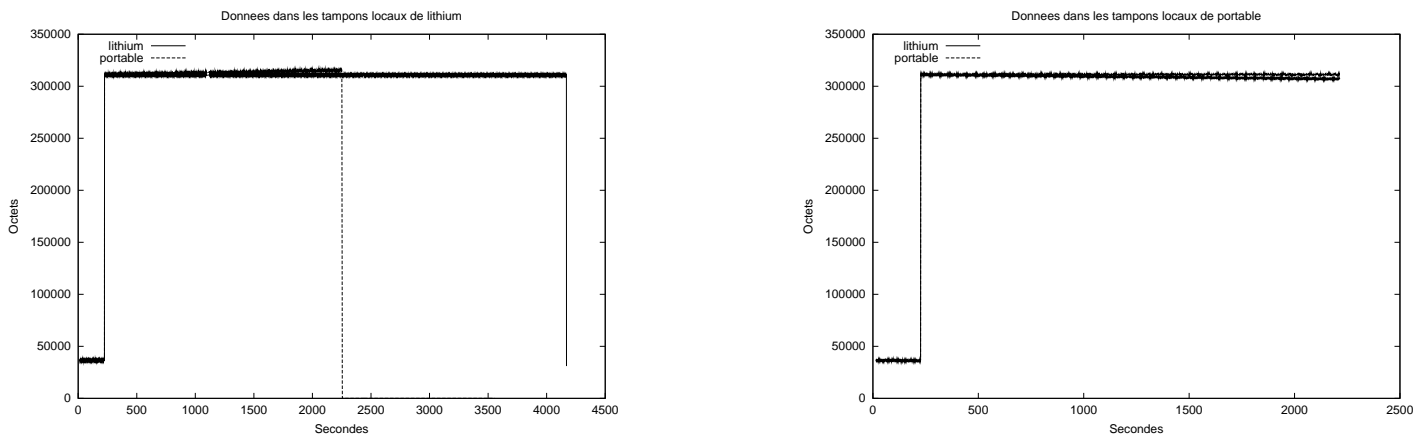 Donnees dans les tampons locaux de lithium
350000
300000
250000
200000
150000
100000
50000
0
Octets
lithium
portable
0 500 1000 1500 2000 2500 3000 3500 4000 4500
Secondes
Donnees dans les tampons locaux de portable
350000
300000
250000
200000
150000
100000
50000
0
Octets
lithium
portable
0 500 1000 1500 2000 2500
Secondes